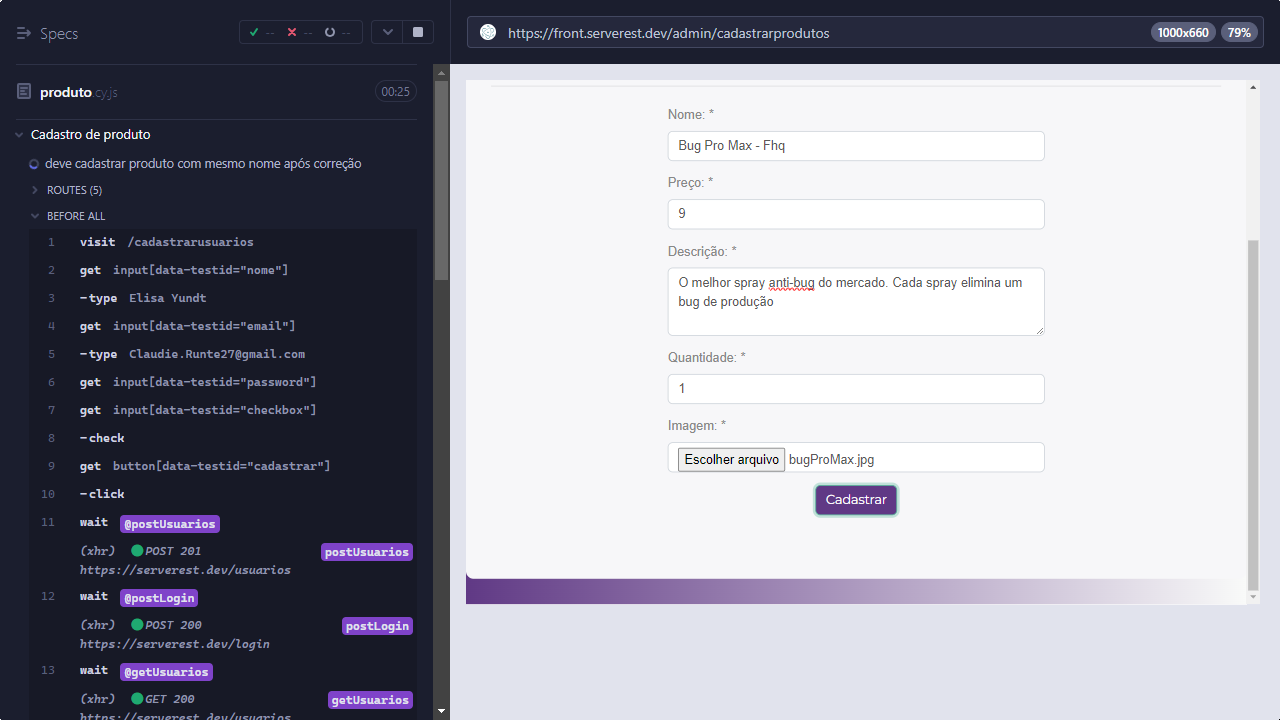 Specs
--
--
--
https://front.serverest.dev/admin/cadastrarprodutos
1000x660
79%
produto.cy.js
00:25
Cadastro de produto
deve cadastrar produto com mesmo nome após correção
ROUTES (5)
BEFORE ALL
1 visit /cadastrarusuarios
2 get input[data-testid="nome"]
3 -type Elisa Yundt
4 get input[data-testid="email"]
5 -type Claudie.Runte27@gmail.com
6 get input[data-testid="password"]
7 get input[data-testid="checkbox"]
8 -check
9 get button[data-testid="cadastrar"]
10 -click
11 wait @postUsuarios
(xhr) POST 201 postUsuarios
https://serverest.dev/usuarios
12 wait @postLogin
(xhr) POST 200 postLogin
https://serverest.dev/login
13 wait @getUsuarios
(xhr) GET 200 getUsuarios
https://serverest.dev/usuarios
Nome: *
Bug Pro Max - Fhq
Preço: *
9
Descrição: *
O melhor spray anti-bug do mercado. Cada spray elimina um
bug de produção
Quantidade: *
1
Imagem: *
Escolher arquivo bugProMax.jpg
Cadastrar